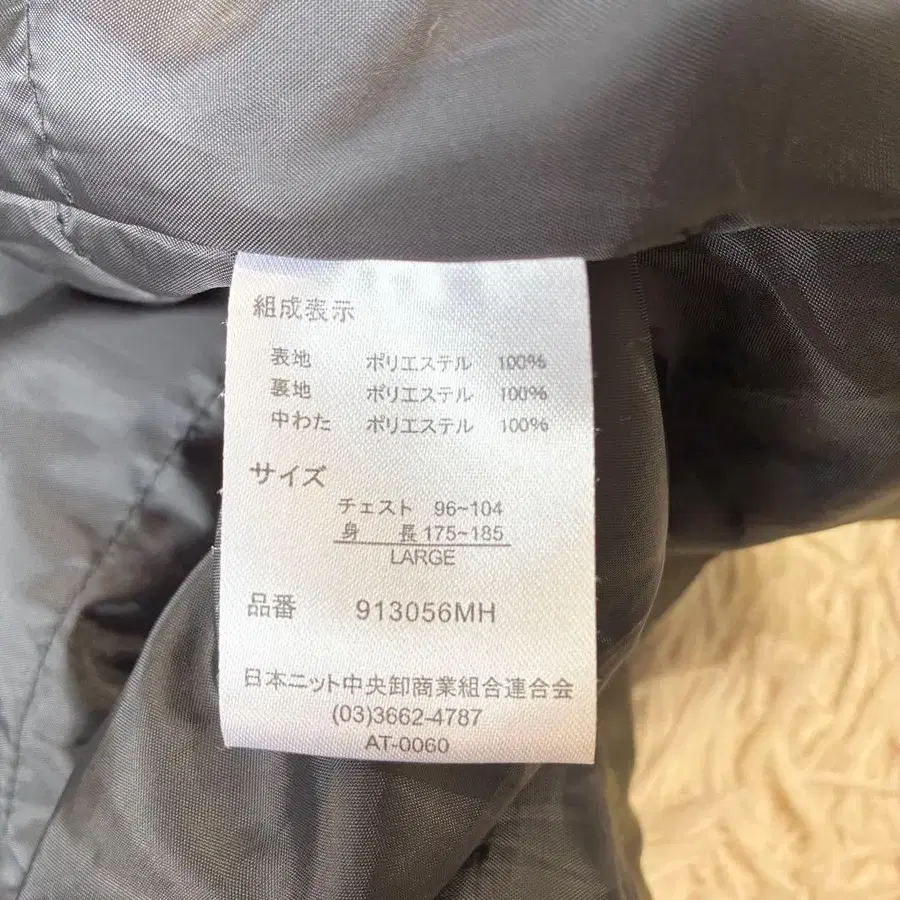 組成表示
表地 ポリエステル 100%
裏地 ポリエステル 100%
中わた ポリエステル 100%
サイズ
チェスト 96~104
身 長 175~185
LARGE
品番 913056MH
日本ニット中央卸商業組合連合会
(03)3662-4787
AT-0060